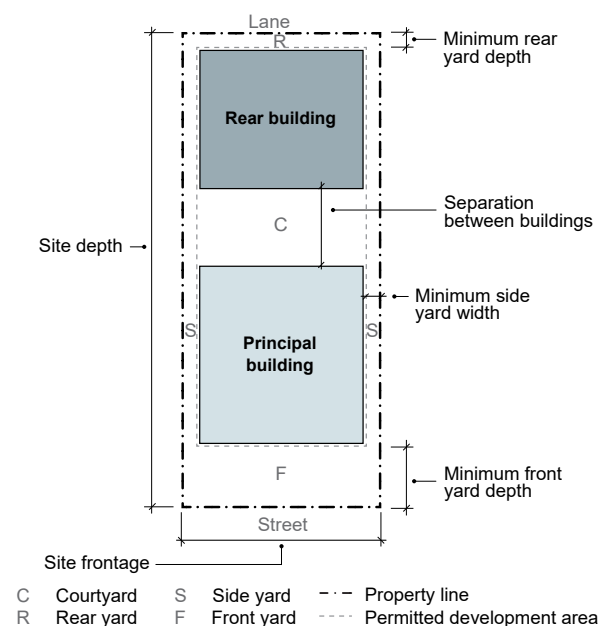 Lane
R
Minimum rear
yard depth
Rear building
Separation
between buildings
C
Site depth
Minimum side
yard width
S
S
Principal
building
F
Minimum front
yard depth
Street
Site frontage
C Courtyard S Side yard Property line
R Rear yard F Front yard Permitted development area